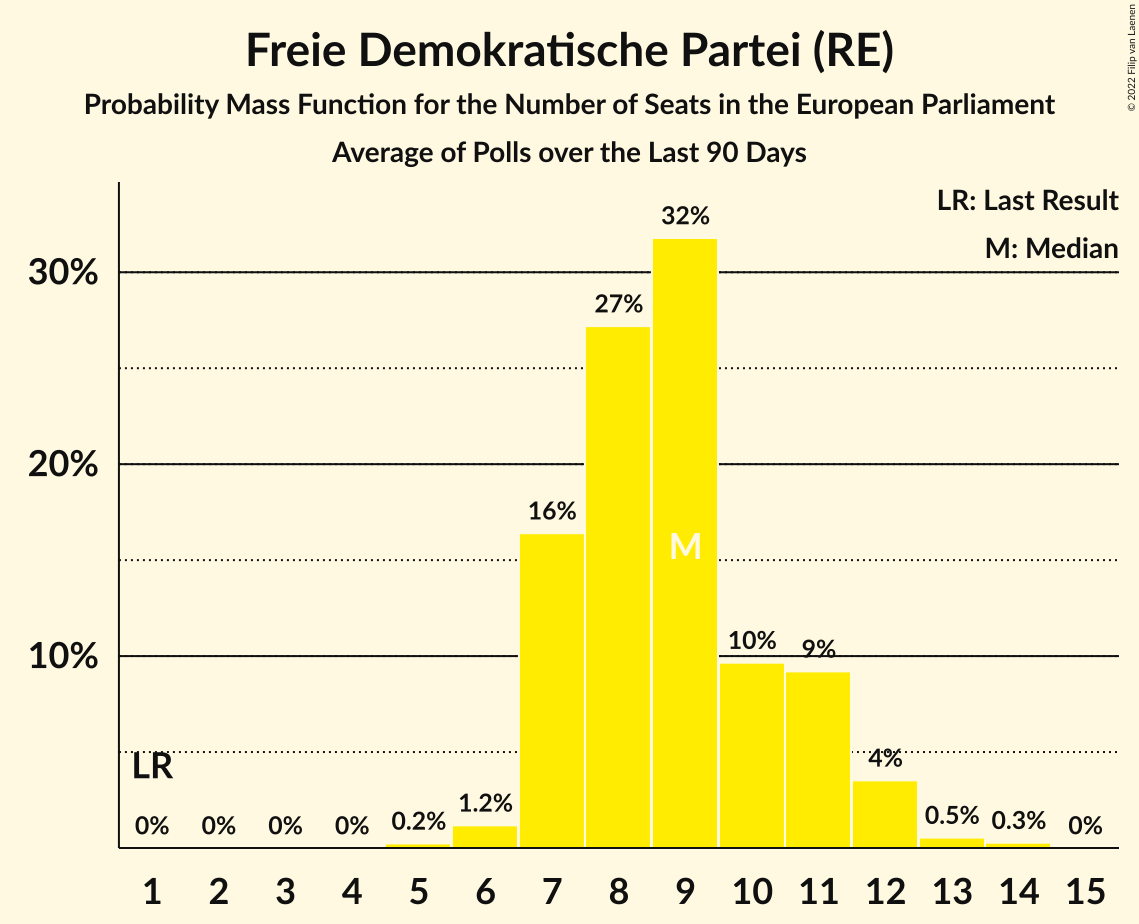 Freie Demokratische Partei (RE)
Probability Mass Function for the Number of Seats in the European Parliament
Average of Polls over the Last 90 Days
© 2022 Filip van Laenen
LR: Last Result
M: Median
30%
20%
10%
LR
0% 0% 0% 0% 0.2% 1.2% 16% 27% 32% 10% 9% 4% 0.5% 0.3% 0%
M
1 2 3 4 5 6 7 8 9 10 11 12 13 14 15